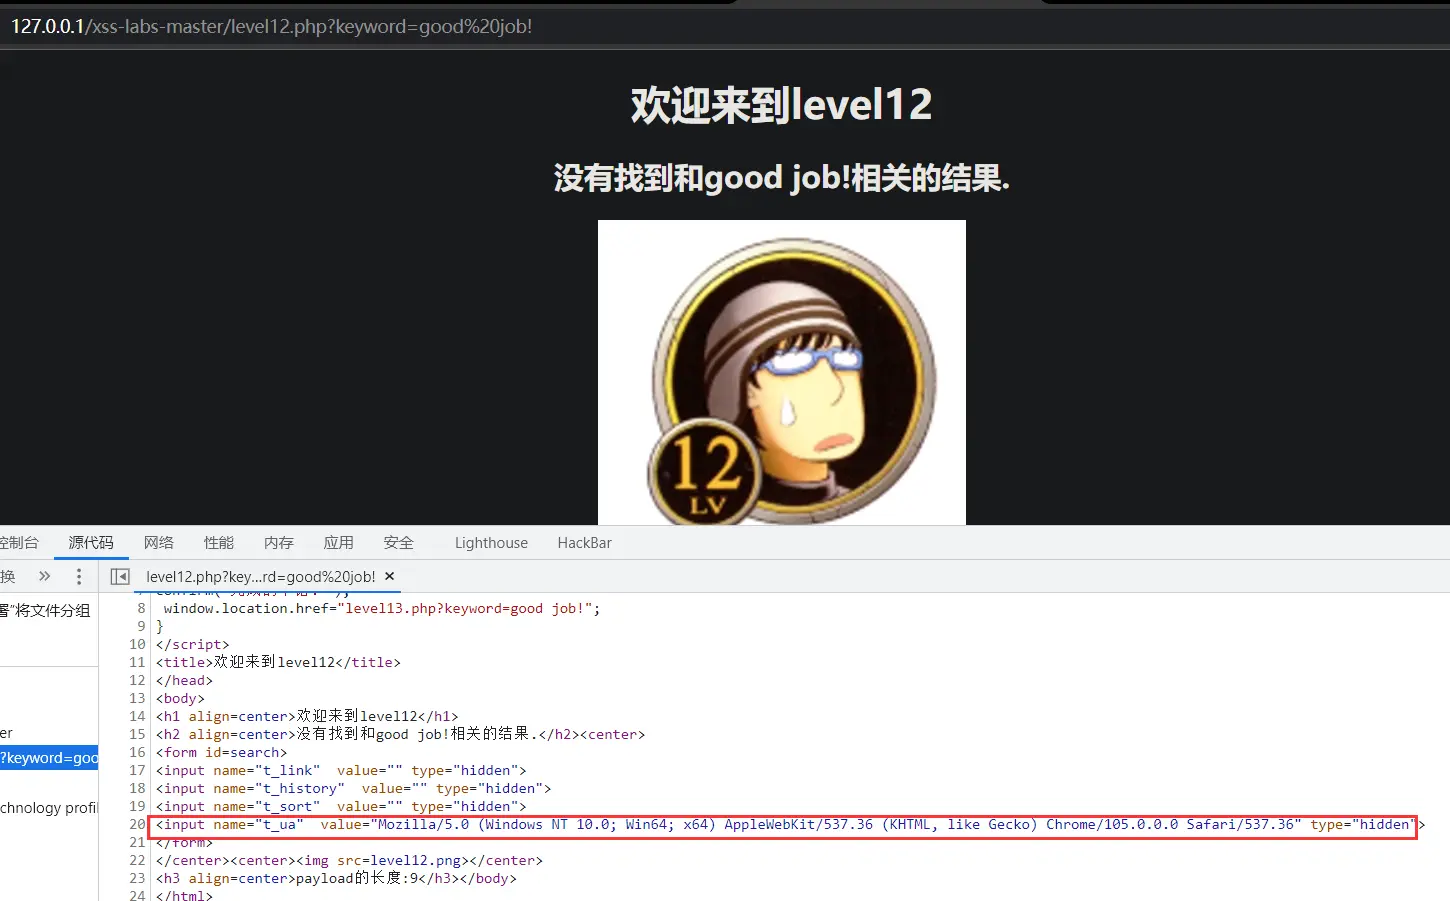 127.0.0.1/xss-labs-master/level12.php?keyword=good%20job!
欢迎来到level12
没有找到和good job!相关的结果.
12
LV
控制台 源代码 网络 性能 内存 应用 安全 Lighthouse HackBar
换 level12.php?key...rd=good%20job! ×
署"将文件分组
8 window.location.href="level13.php?keyword=good job!";
9 }
10 </script>
11 <title>欢迎来到level12</title>
12 </head>
13 <body>
14 <h1 align=center>欢迎来到level12</h1>
er
15 <h2 align=center>没有找到和good job!相关的结果.</h2><center>
?keyword=goo
16 <form id=search>
17 <input name="t_link"  value="" type="hidden">
18 <input name="t_history"  value="" type="hidden">
chnology profil
19 <input name="t_sort"  value="" type="hidden">
20 <input name="t_ua"  value="Mozilla/5.0 (Windows NT 10.0; Win64; x64) AppleWebKit/537.36 (KHTML, like Gecko) Chrome/105.0.0.0 Safari/537.36" type="hidden">
21 </form>
22 </center><center><img src=level12.png></center>
23 <h3 align=center>payload的长度:9</h3></body>
24 </html>